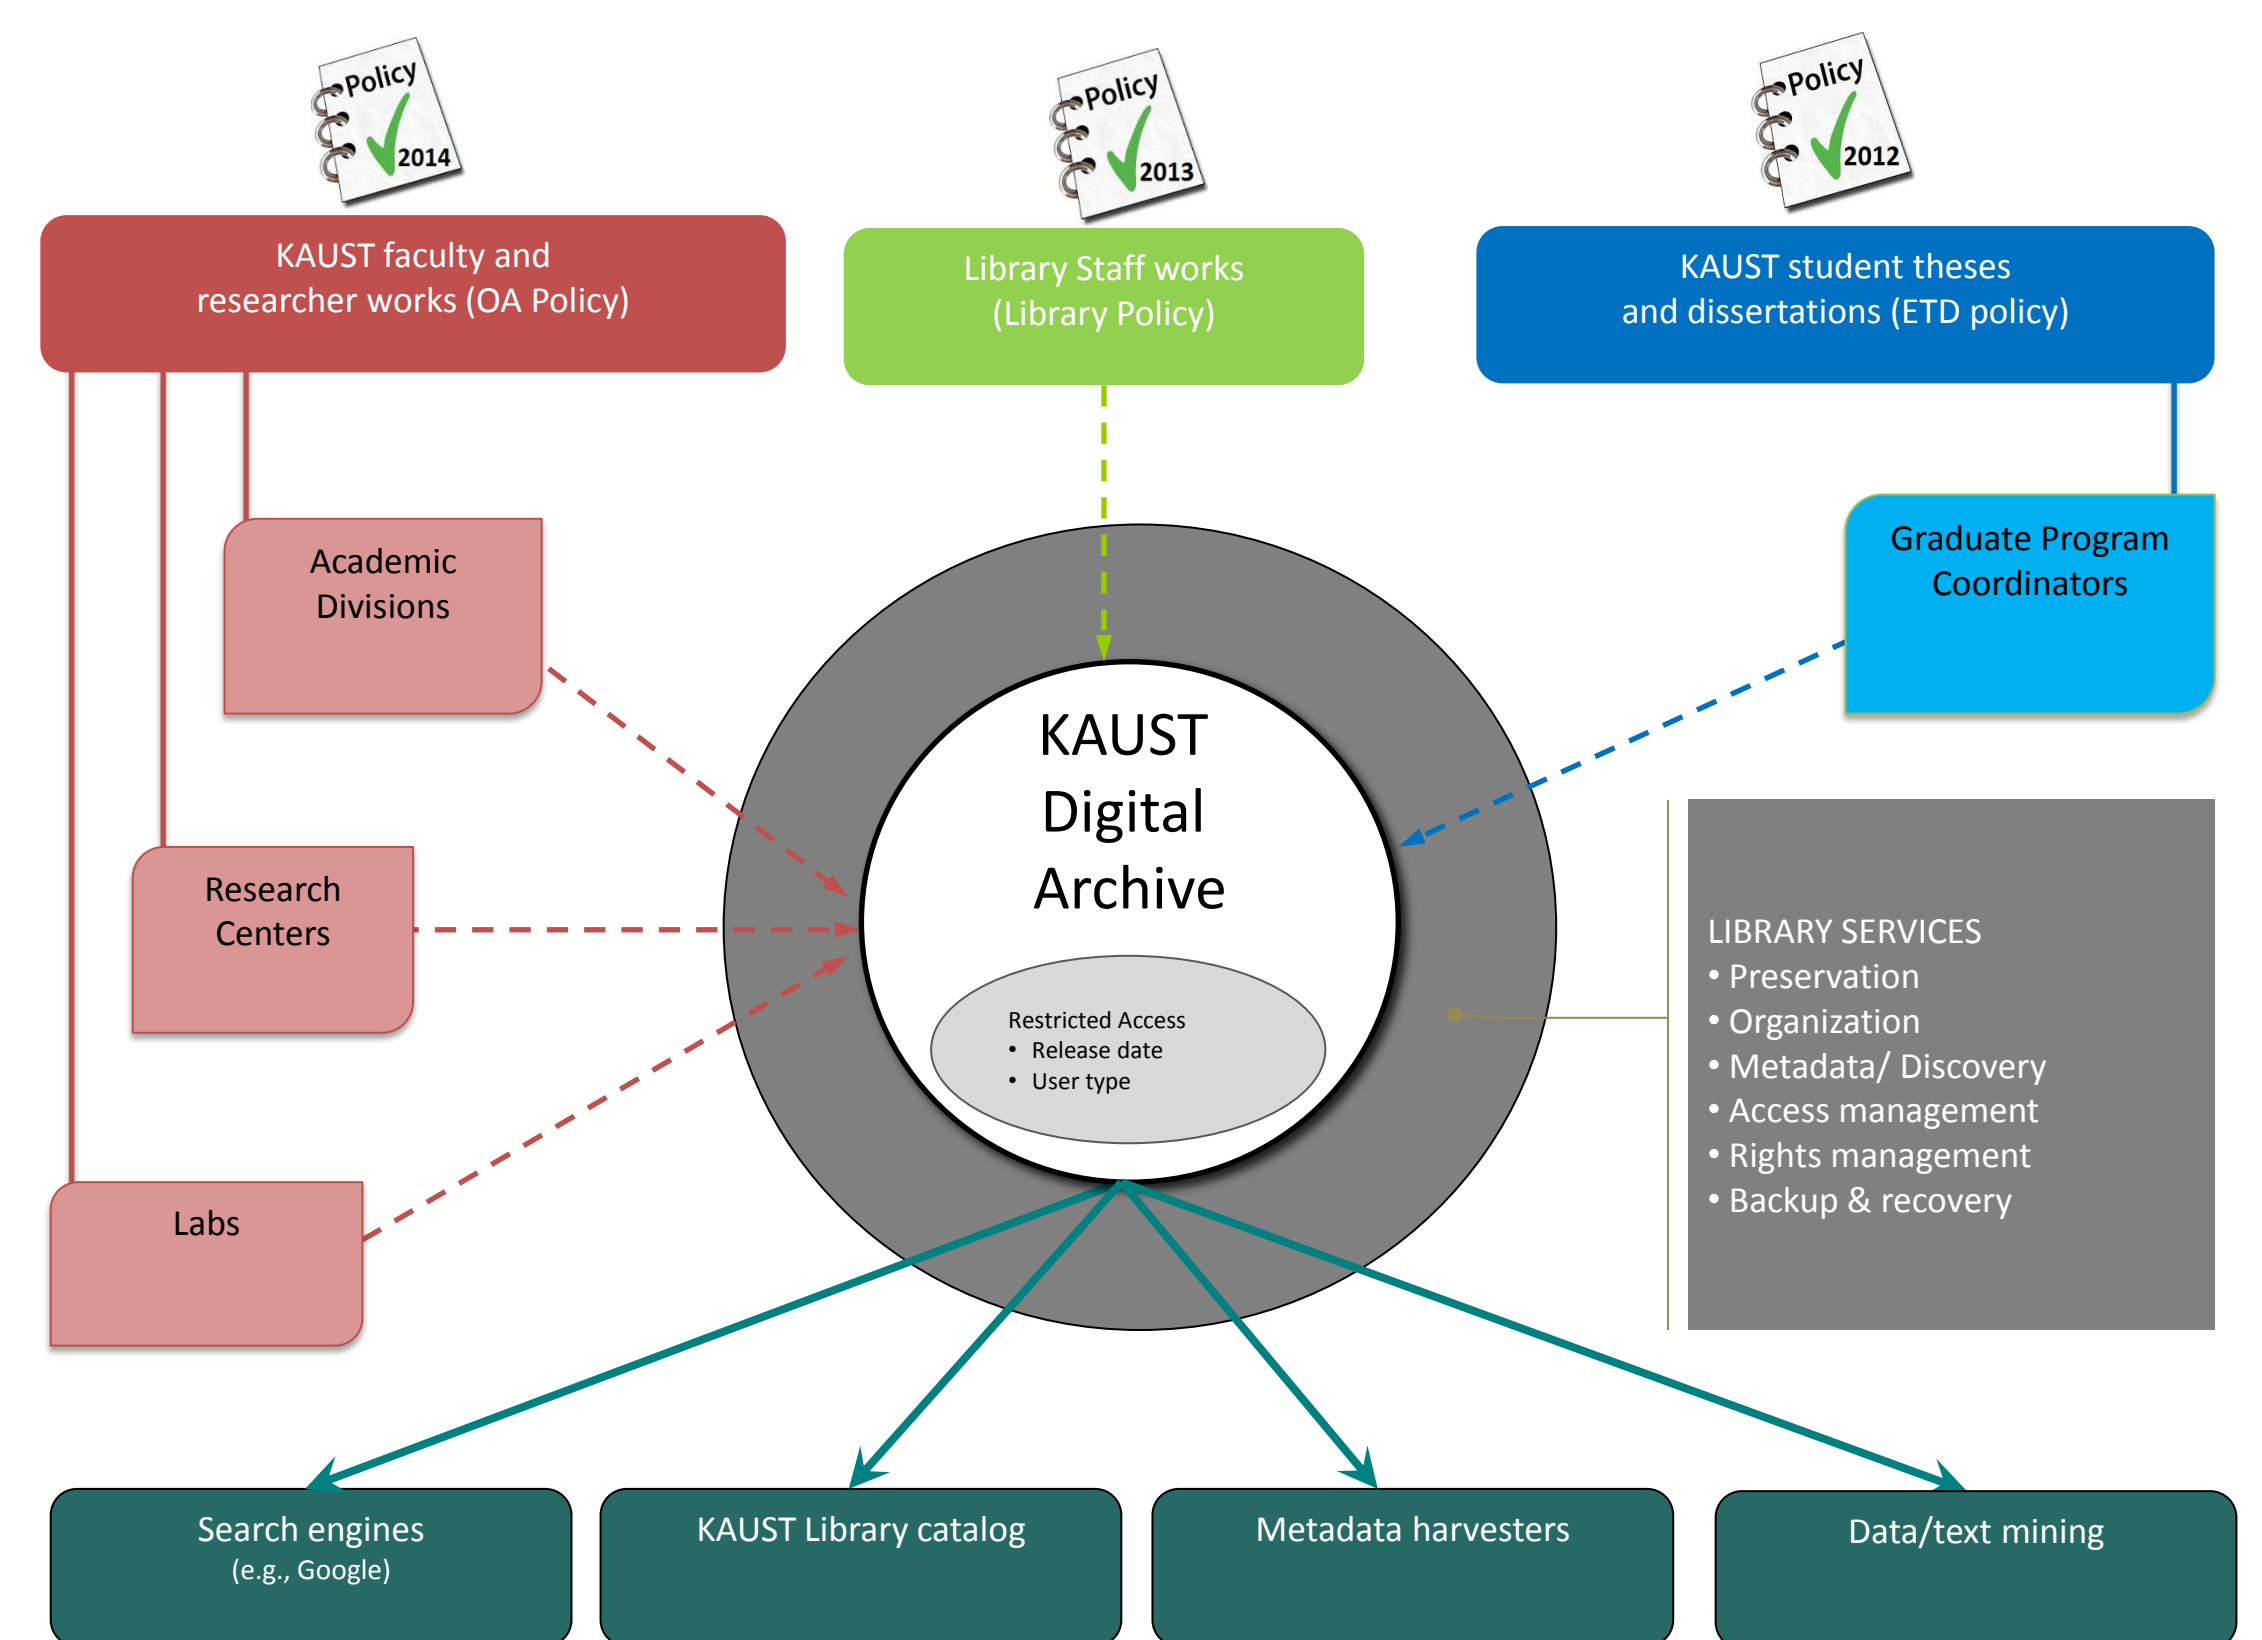 Policy
2014
Policy
2013
Policy
2012
KAUST faculty and
researcher works (OA Policy)
Library Staff works
(Library Policy)
KAUST student theses
and dissertations (ETD policy)
Academic
Divisions
Graduate Program
Coordinators
KAUST
Digital
Archive
Research
Centers
Restricted Access
• Release date
• User type
LIBRARY SERVICES
• Preservation
• Organization
• Metadata/ Discovery
• Access management
• Rights management
• Backup & recovery
Labs
Search engines
(e.g., Google)
KAUST Library catalog
Metadata harvesters
Data/text mining